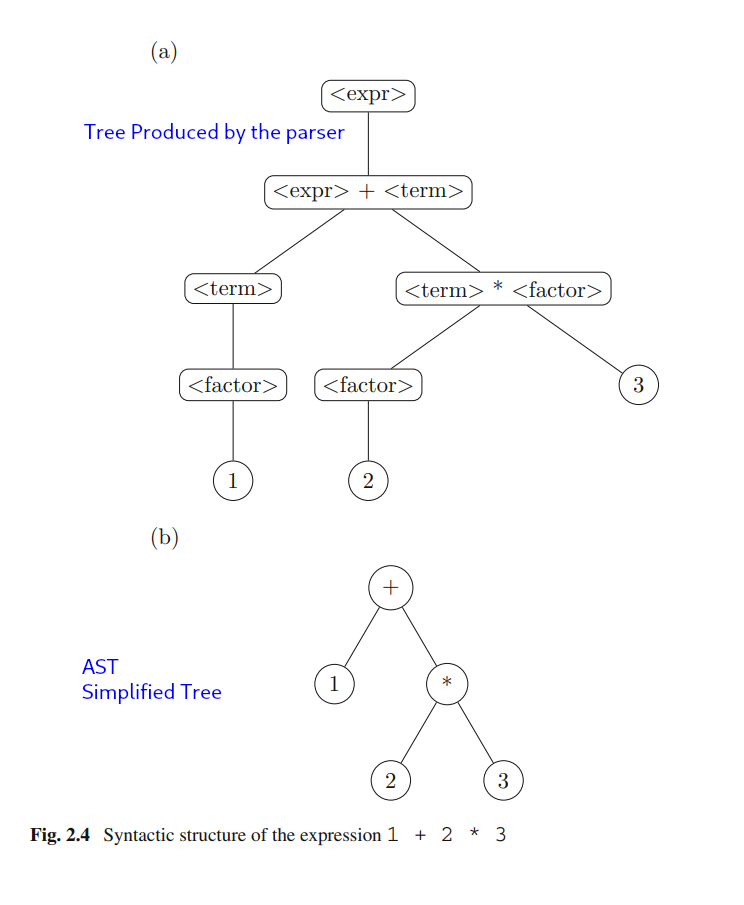 (a)
<expr>
Tree Produced by the parser
<expr> + <term>
<term>
<term> * <factor>
<factor>
<factor>
3
1
2
(b)
+
AST
Simplified Tree
1
*
2
3
Fig. 2.4 Syntactic structure of the expression 1 + 2 * 3